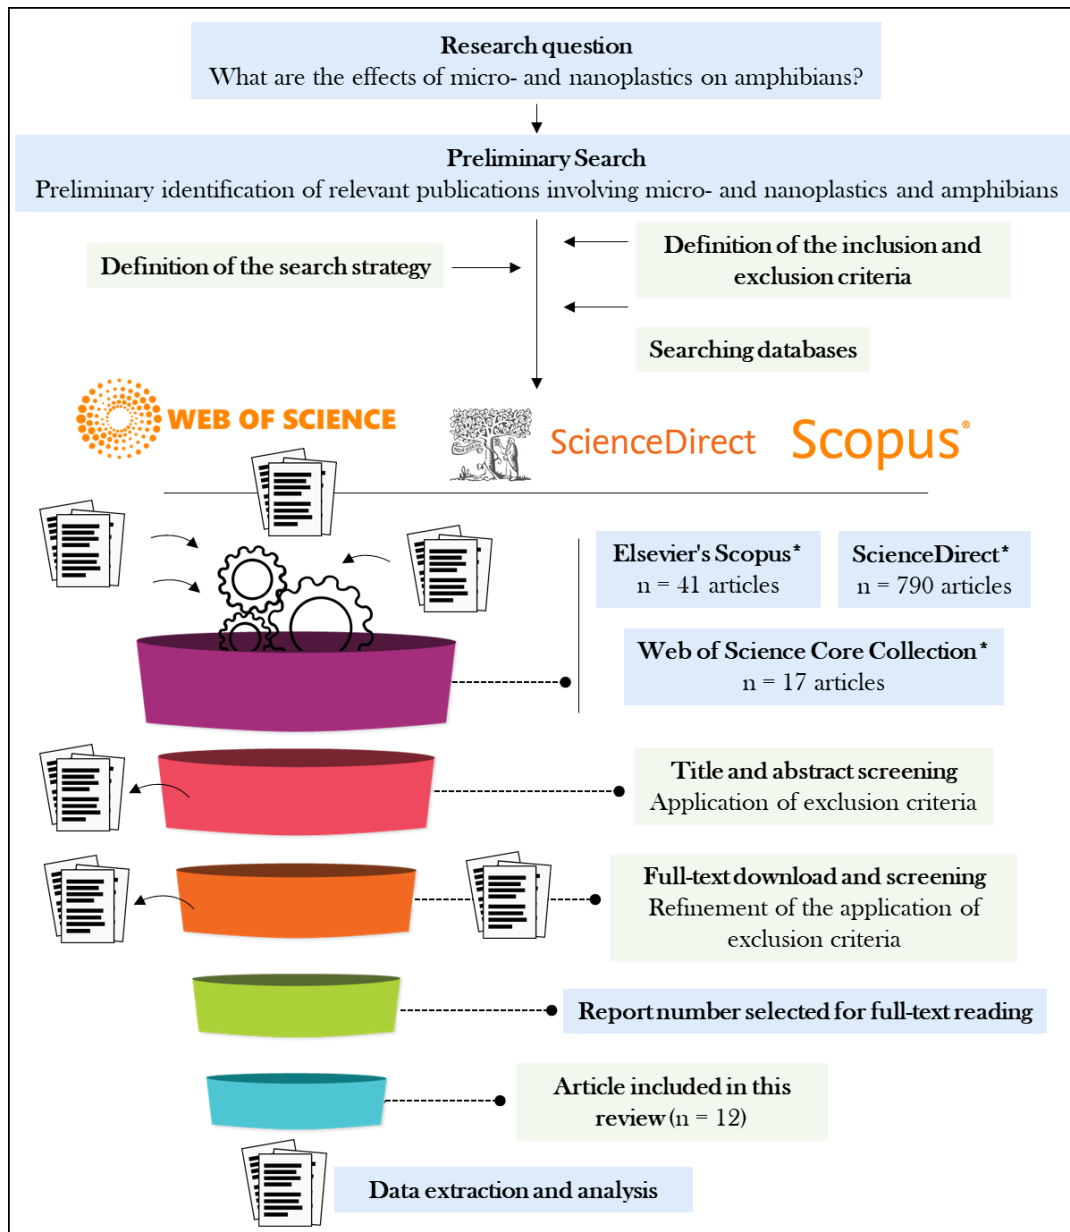 Research question
What are the effects of micro- and nanoplastics on amphibians?
Preliminary Search
Preliminary identification of relevant publications involving micro- and nanoplastics and amphibians
Definition of the search strategy
Definition of the inclusion and
exclusion criteria
Searching databases
WEB OF SCIENCE
ScienceDirect
Scopus®
Elsevier's Scopus*
n = 41 articles
ScienceDirect*
n = 790 articles
Web of Science Core Collection*
n = 17 articles
Title and abstract screening
Application of exclusion criteria
Full-text download and screening
Refinement of the application of
exclusion criteria
Report number selected for full-text reading
Article included in this
review (n = 12)
Data extraction and analysis